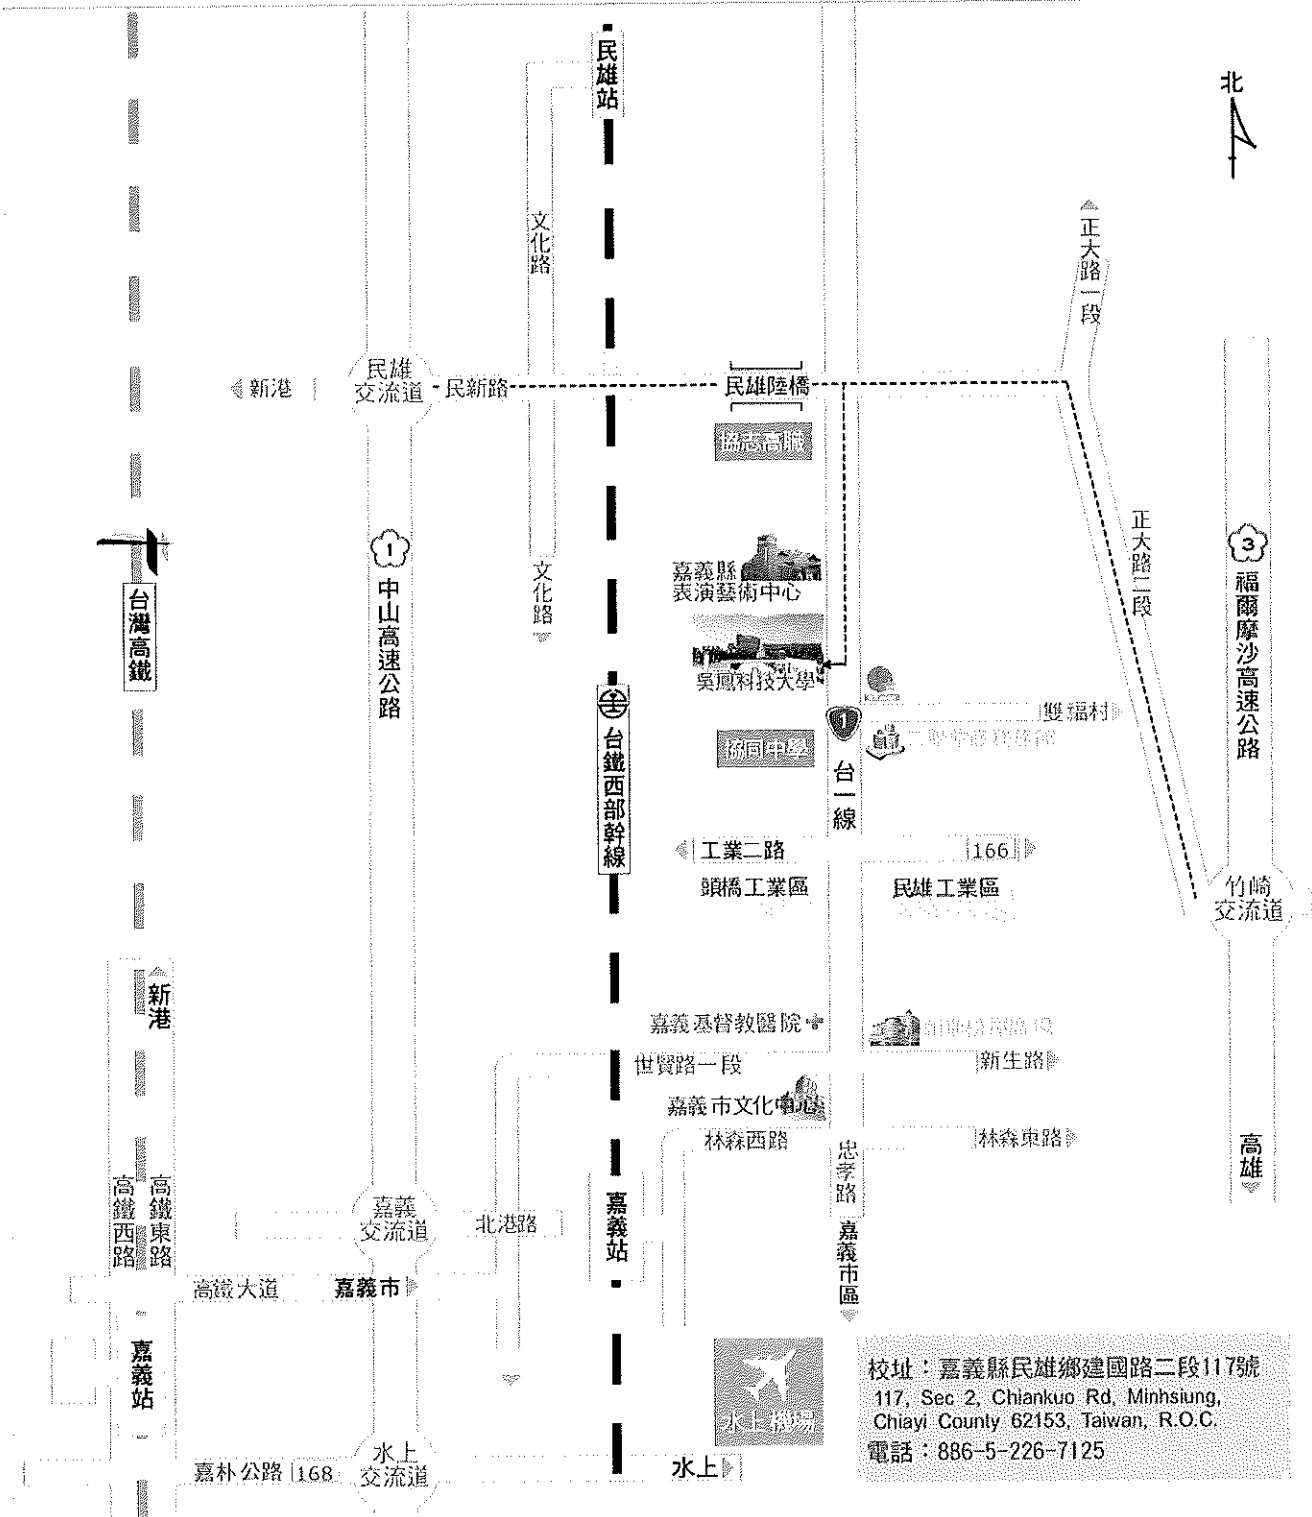 民雄站
北
文化路
正大路一段
新港
民雄
交流道
民新路
民雄陸橋
協志高職
1
中山高速公路
文化路
嘉義縣
表演藝術中心
正大路二段
3
福爾摩沙高速公路
台灣高鐵
吳鳳科技大學
雙福村
台鐵西部幹線
協同中學
1
台一線
工業二路
166
頭橋工業區
民雄工業區
竹崎
交流道
新港
嘉義基督教醫院
世賢路一段
新生路
嘉義市文化中心
林森西路
林森東路
忠孝路
高雄
高鐵西路
高鐵東路
嘉義
交流道
北港路
嘉義站
嘉義市區
高鐵大道
嘉義市
嘉義站
水上機場
校址：嘉義縣民雄鄉建國路二段117號
117, Sec 2, Chiankuo Rd, Minhsiung,
Chiayi County 62153, Taiwan, R.O.C.
電話：886-5-226-7125
嘉朴公路
168
水上
交流道
水上